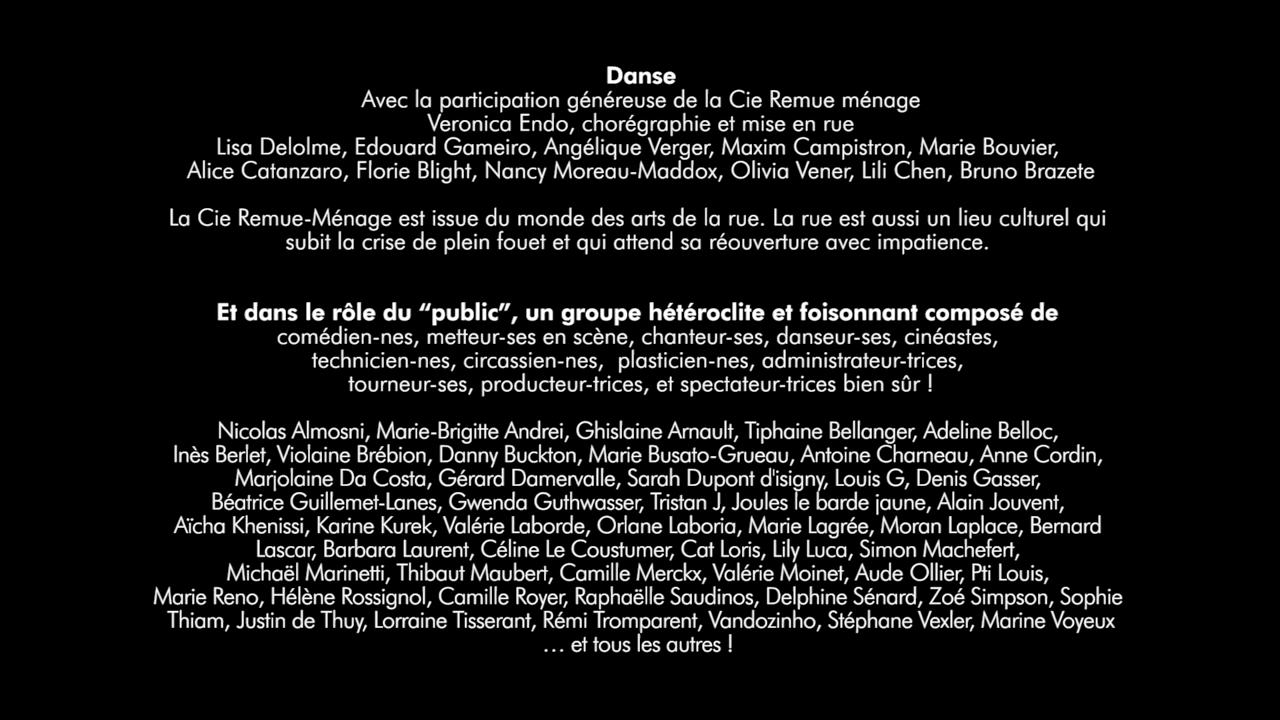 Danse
Avec la participation généreuse de la Cie Remue ménage
Veronica Endo, chorégraphie et mise en rue
Lisa Delolme, Edouard Gameiro, Angélique Verger, Maxim Campistron, Marie Bouvier,
Alice Catanzaro, Florie Blight, Nancy Moreau-Maddox, Olivia Vener, Lili Chen, Bruno Brazete
La Cie Remue-Ménage est issue du monde des arts de la rue. La rue est aussi un lieu culturel qui
subit la crise de plein fouet et qui attend sa réouverture avec impatience.
Et dans le rôle du “public”, un groupe hétéroclite et foisonnant composé de
comédien-nes, metteur-ses en scène, chanteur-ses, danseur-ses, cinéastes,
technicien-nes, circassien-nes,  plasticien-nes, administrateur-trices,
tourneur-ses, producteur-trices, et spectateur-trices bien sûr !
Nicolas Almosni, Marie-Brigitte Andrei, Ghislaine Arnault, Tiphaine Bellanger, Adeline Belloc,
Inès Berlet, Violaine Brébion, Danny Buckton, Marie Busato-Grueau, Antoine Charneau, Anne Cordin,
Marjolaine Da Costa, Gérard Damervalle, Sarah Dupont d'isigny, Louis G, Denis Gasser,
Béatrice Guillemet-Lanes, Gwenda Guthwasser, Tristan J, Joules le barde jaune, Alain Jouvent,
Aïcha Khenissi, Karine Kurek, Valérie Laborde, Orlane Laboria, Marie Lagrée, Moran Laplace, Bernard
Lascar, Barbara Laurent, Céline Le Coustumer, Cat Loris, Lily Luca, Simon Machefert,
Michaël Marinetti, Thibaut Maubert, Camille Merckx, Valérie Moinet, Aude Ollier, Pti Louis,
Marie Reno, Hélène Rossignol, Camille Royer, Raphaëlle Saudinos, Delphine Sénard, Zoé Simpson, Sophie
Thiam, Justin de Thuy, Lorraine Tisserant, Rémi Tromparent, Vandozinho, Stéphane Vexler, Marine Voyeux
… et tous les autres !